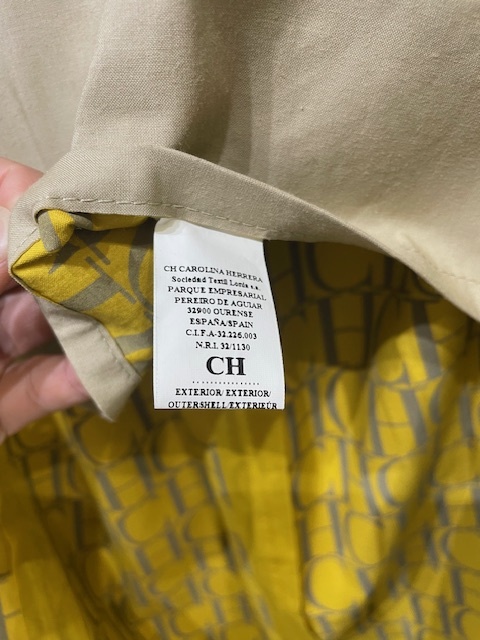 CH CAROLINA HERRERA
Sociedad Textil Lonia s.a.
PARQUE EMPRESARIAL
PEREIRO DE AGUIAR
32900 OURENSE
ESPAÑA/SPAIN
C.I.F.A-32.226.003
N.R.I. 32/1130
CH
EXTERIOR/EXTERIOR/
OUTERSHELL/EXTERIEUR